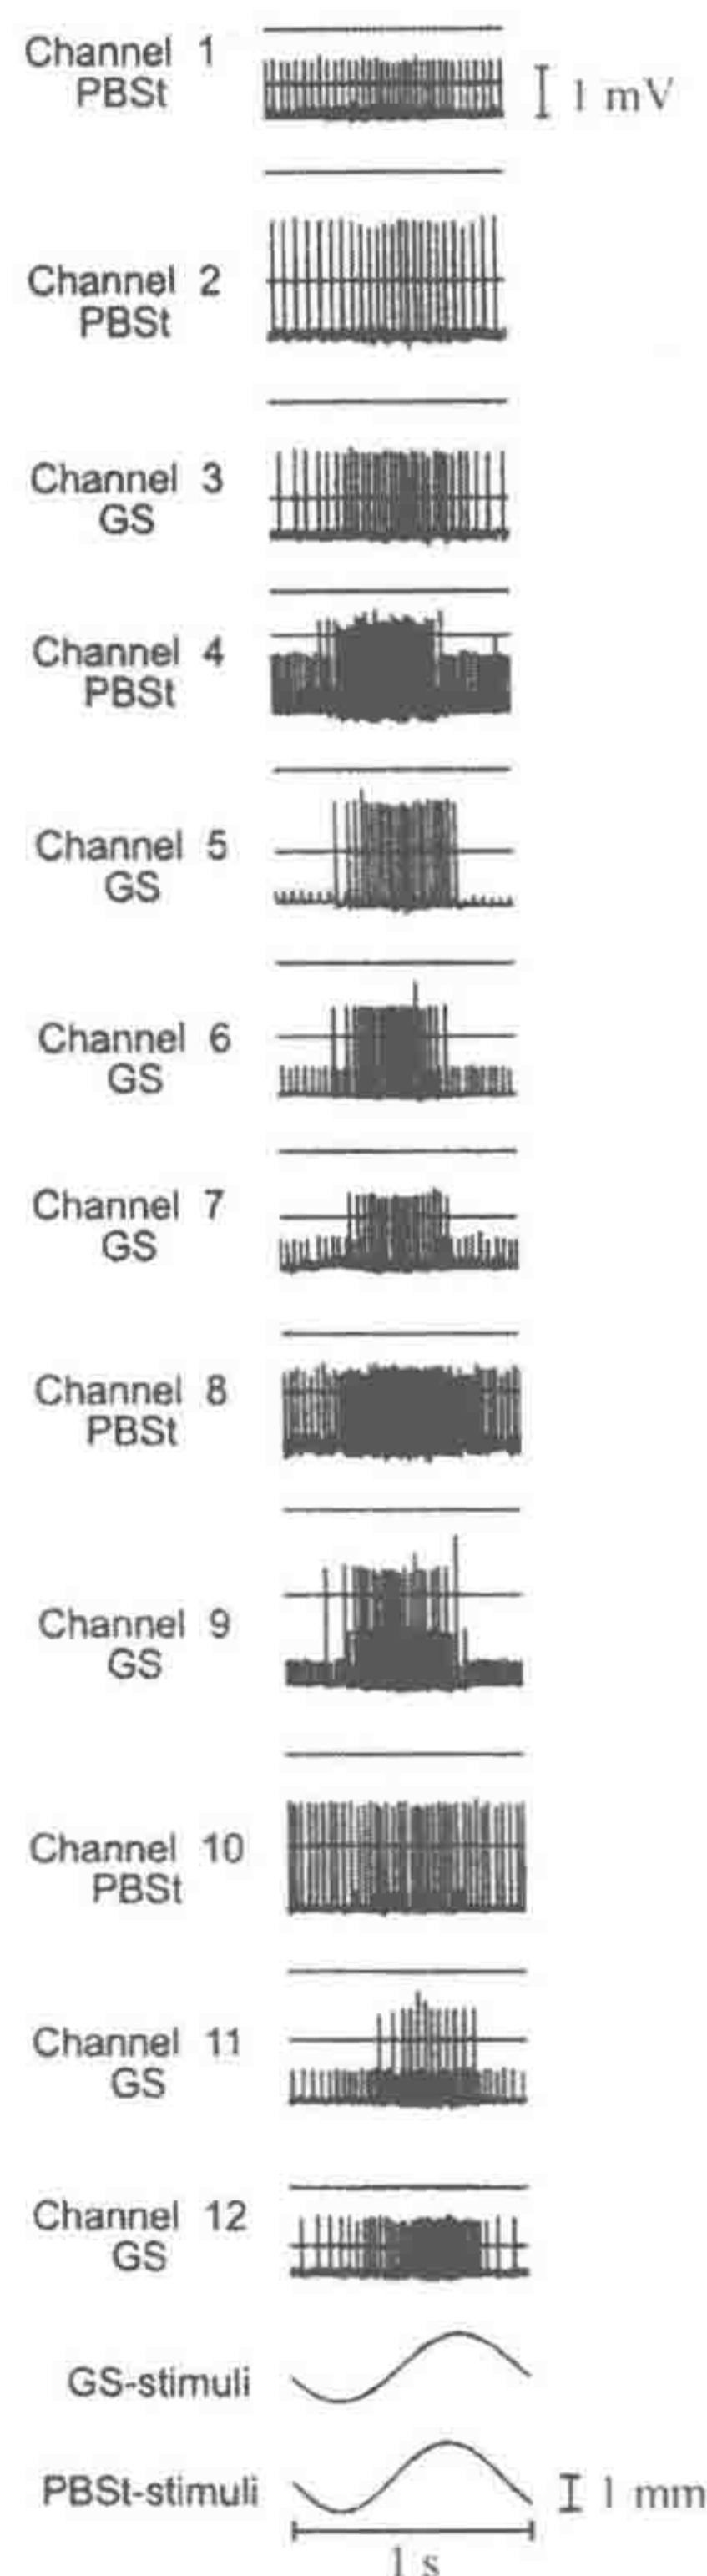 Channel 1
PBSt
1 mV
Channel 2
PBSt
Channel 3
GS
Channel 4
PBSt
Channel 5
GS
Channel 6
GS
Channel 7
GS
Channel 8
PBSt
Channel 9
GS
Channel 10
PBSt
Channel 11
GS
Channel 12
GS
GS-stimuli
PBSt-stimuli
1 mm
1 s